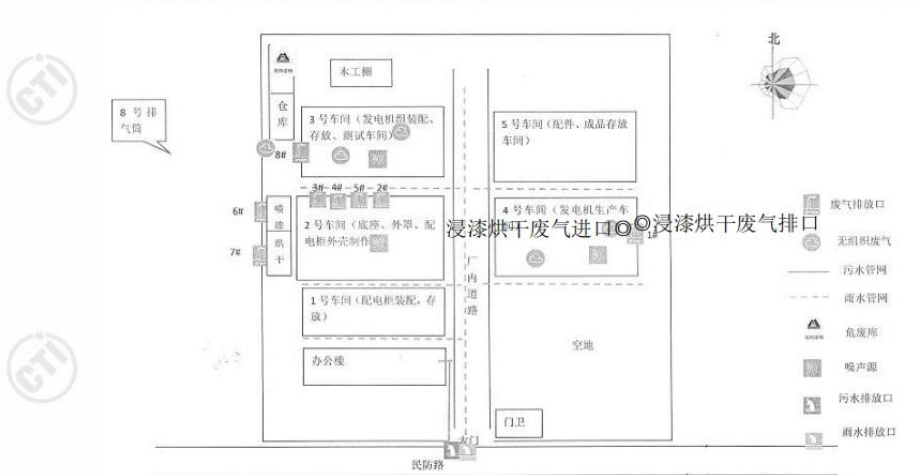 CTI
北
木工棚
仓库
8 号排
气筒
3 号车间（发电机组装配、
存放、测试车间）
5 号车间（配件、成品存放
车间）
8#
3# 4# 5# 2#
6#
喷漆
烘干
7#
2 号车间（底座、外罩、配
电柜外壳制作
4 号车间（发电机生产车
浸漆烘干废气进口◎
◎浸漆烘干废气排口
1#
厂内道路
1 号车间（配电柜装配，存
放）
办公楼
空地
门卫
大门
民防路
废气排放口
无组织废气
污水管网
雨水管网
危废库
噪声源
污水排放口
雨水排放口
CTI